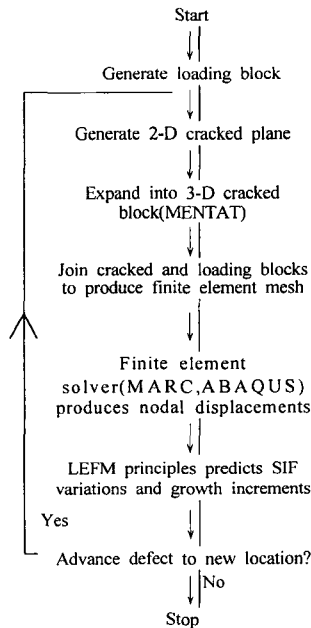 Start
Generate loading block
Generate 2-D cracked plane
Expand into 3-D cracked
block(MENTAT)
Join cracked and loading blocks
to produce finite element mesh
Finite element
solver(MARC,ABAQUS)
produces nodal displacements
LEFM principles predicts SIF
variations and growth increments
Yes
Advance defect to new location?
No
Stop